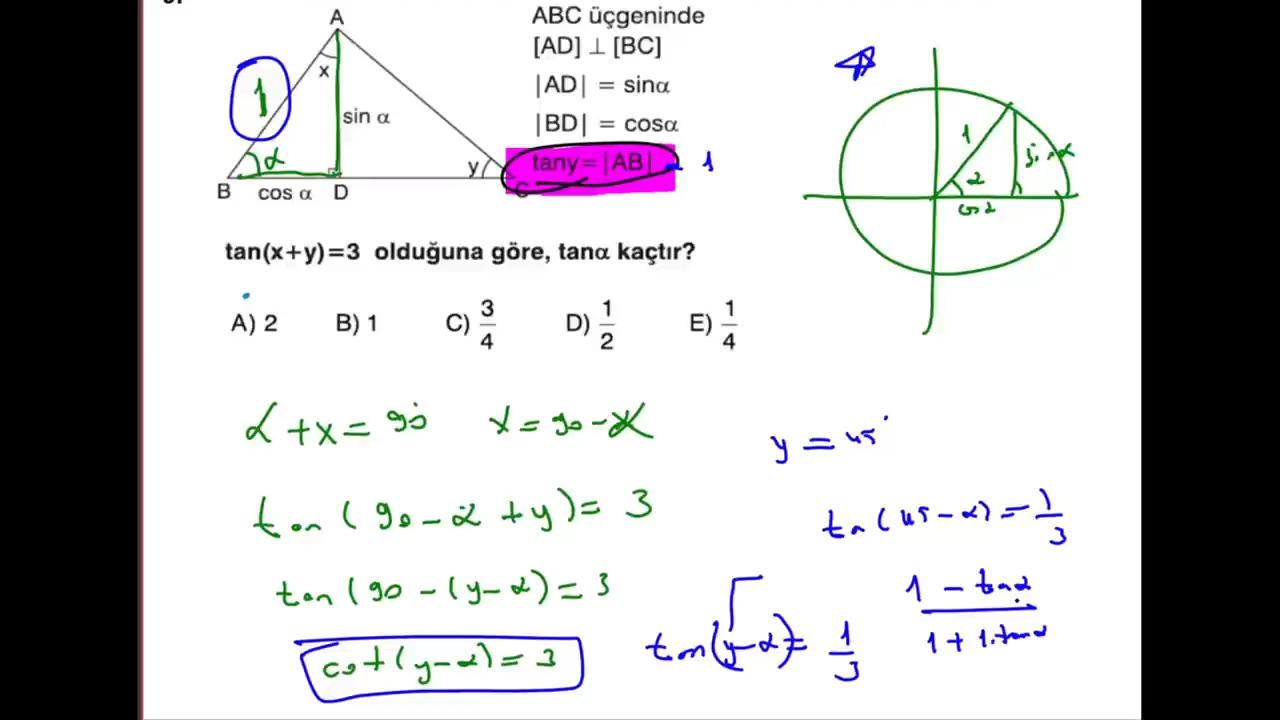 A
x
1
sin α
α
y
B
cos α
D
C
ABC üçgeninde
[AD] ⊥ [BC]
|AD| = sinα
|BD| = cosα
tany = |AB| = 1
1
sin α
α
cos α
tan(x+y)=3 olduğuna göre, tanα kaçtır?
A) 2 B) 1 C) 3/4 D) 1/2 E) 1/4
α + x = 90° x = 90 - α
tan (90 - α + y) = 3
tan (90 - (y - α) = 3
cot (y - α) = 3
tan (y - α) = 1/3
y = 45°
tan (45 - α) = 1/3
1 - tanα
1 + 1.tanα